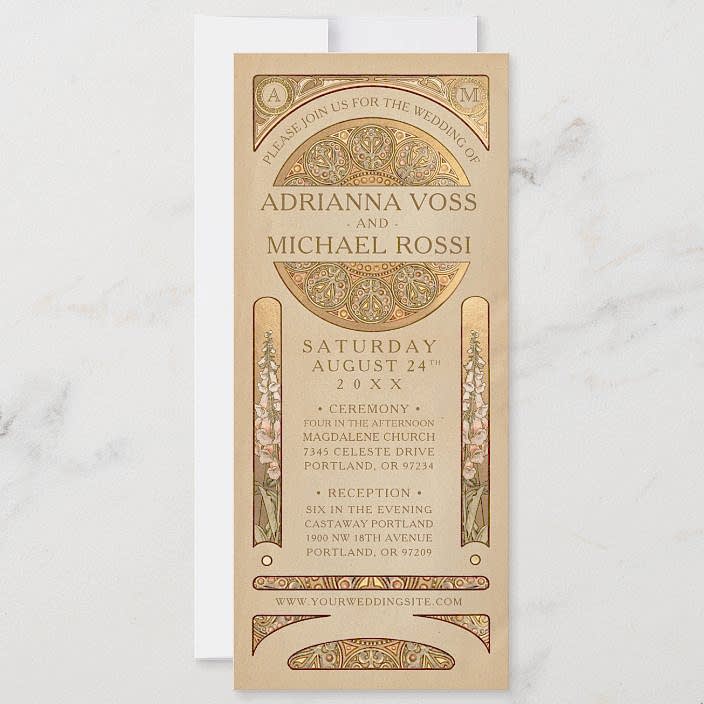 A
M
PLEASE JOIN US FOR THE WEDDING OF
ADRIANNA VOSS
· AND ·
MICHAEL ROSSI
SATURDAY
AUGUST 24TH
20XX
• CEREMONY •
FOUR IN THE AFTERNOON
MAGDALENE CHURCH
7345 CELESTE DRIVE
PORTLAND, OR 97234
• RECEPTION •
SIX IN THE EVENING
CASTAWAY PORTLAND
1900 NW 18TH AVENUE
PORTLAND, OR 97209
WWW.YOURWEDDINGSITE.COM